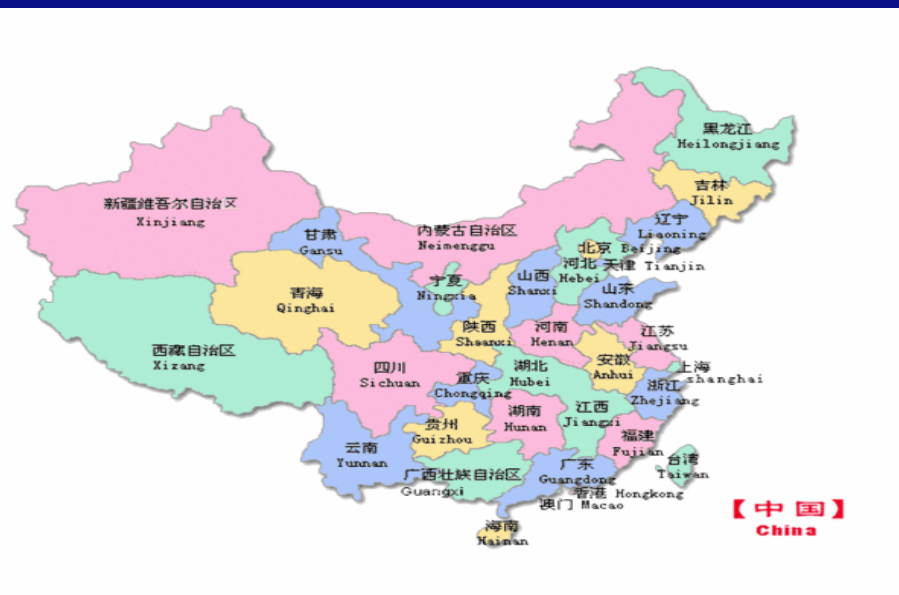 黑龙江
Heilongjiang
吉林
Jilin
新疆维吾尔自治区
Xinjiang
辽宁
Liaoning
甘肃
Gansu
内蒙古自治区
Neimenggu
北京
Beijing
河北
Hebei
天津 Tianjin
宁夏
Ningxia
山西
Shanxi
山东
Shandong
青海
Qinghai
陕西
Shaanxi
河南
Henan
江苏
Jiangsu
西藏自治区
Xizang
四川
Sichuan
重庆
Chongqing
湖北
Hubei
安徽
Anhui
上海
shanghai
浙江
Zhejiang
湖南
Hunan
江西
Jiangxi
贵州
Guizhou
福建
Fujian
云南
Yunnan
广西壮族自治区
Guangxi
广东
Guangdong
台湾
Taiwan
香港 Hongkong
澳门 Macao
海南
Hainan
【中国】
China